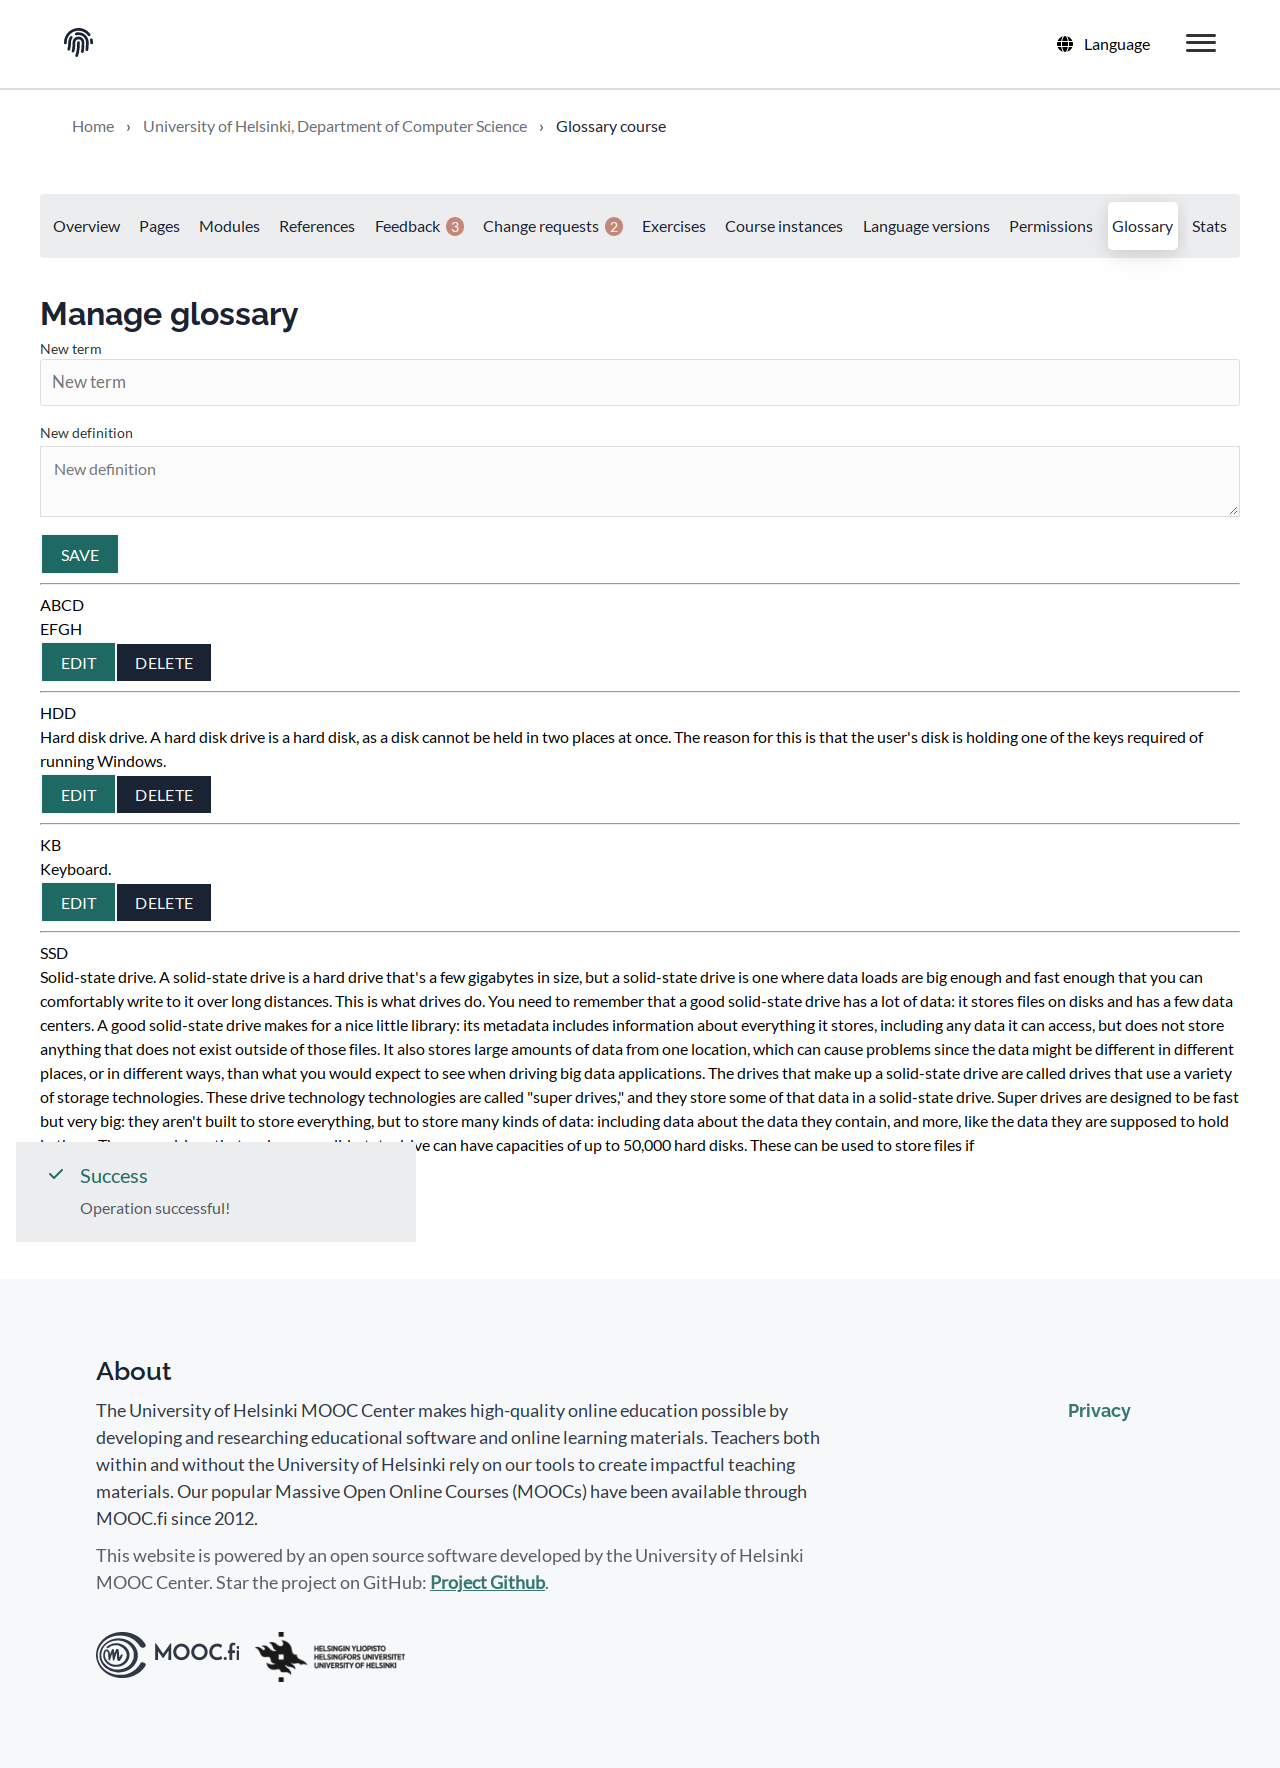 Language
Home › University of Helsinki, Department of Computer Science › Glossary course
Overview Pages Modules References Feedback 3 Change requests 2 Exercises Course instances Language versions Permissions Glossary Stats
Manage glossary
New term
New term
New definition
New definition
SAVE
ABCD
EFGH
EDIT DELETE
HDD
Hard disk drive. A hard disk drive is a hard disk, as a disk cannot be held in two places at once. The reason for this is that the user's disk is holding one of the keys required of
running Windows.
EDIT DELETE
KB
Keyboard.
EDIT DELETE
SSD
Solid-state drive. A solid-state drive is a hard drive that's a few gigabytes in size, but a solid-state drive is one where data loads are big enough and fast enough that you can
comfortably write to it over long distances. This is what drives do. You need to remember that a good solid-state drive has a lot of data: it stores files on disks and has a few data
centers. A good solid-state drive makes for a nice little library: its metadata includes information about everything it stores, including any data it can access, but does not store
anything that does not exist outside of those files. It also stores large amounts of data from one location, which can cause problems since the data might be different in different
places, or in different ways, than what you would expect to see when driving big data applications. The drives that make up a solid-state drive are called drives that use a variety
of storage technologies. These drive technology technologies are called "super drives," and they store some of that data in a solid-state drive. Super drives are designed to be fast
but very big: they aren't built to store everything, but to store many kinds of data: including data about the data they contain, and more, like the data they are supposed to hold
can have capacities of up to 50,000 hard disks. These can be used to store files if
Success
Operation successful!
About
The University of Helsinki MOOC Center makes high-quality online education possible by
developing and researching educational software and online learning materials. Teachers both
within and without the University of Helsinki rely on our tools to create impactful teaching
materials. Our popular Massive Open Online Courses (MOOCs) have been available through
MOOC.fi since 2012.
Privacy
This website is powered by an open source software developed by the University of Helsinki
MOOC Center. Star the project on GitHub: Project Github.
MOOC.fi
HELSINGIN YLIOPISTO
HELSINGFORS UNIVERSITET
UNIVERSITY OF HELSINKI